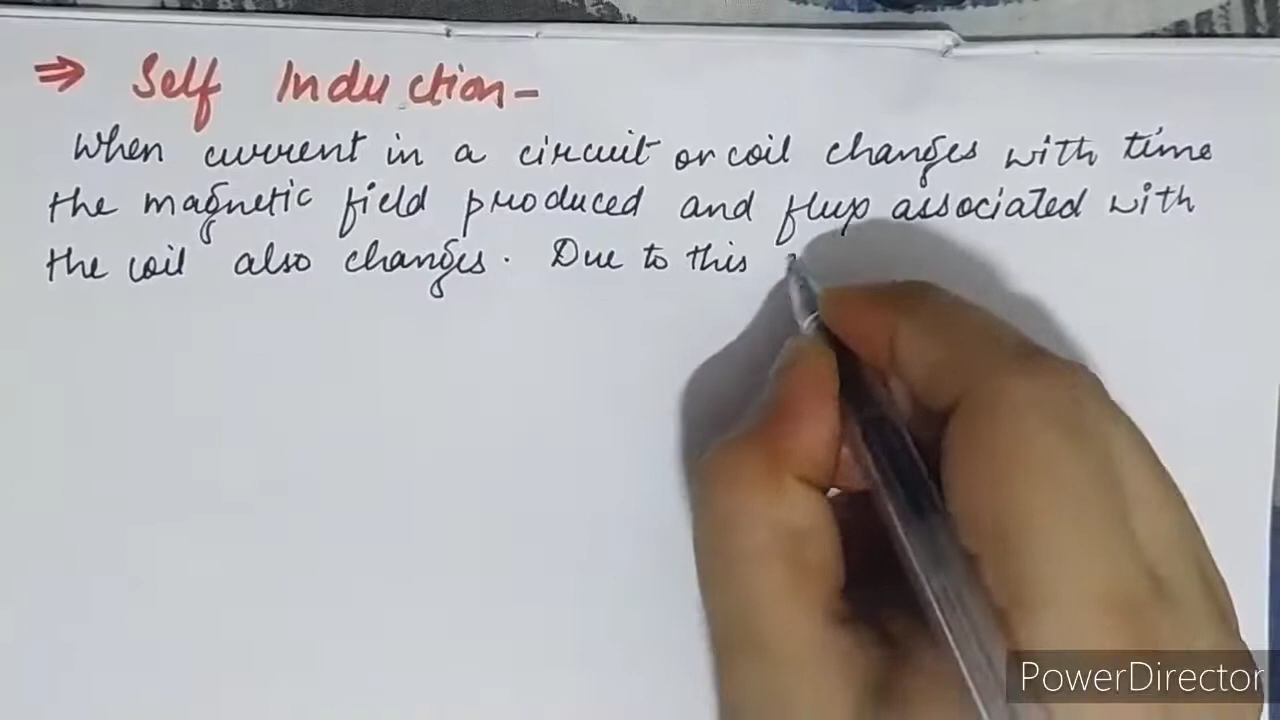 ⇒ Self Induction-
When current in a circuit or coil changes with time
the magnetic field produced and flux associated with
the coil also changes. Due to this
PowerDirector